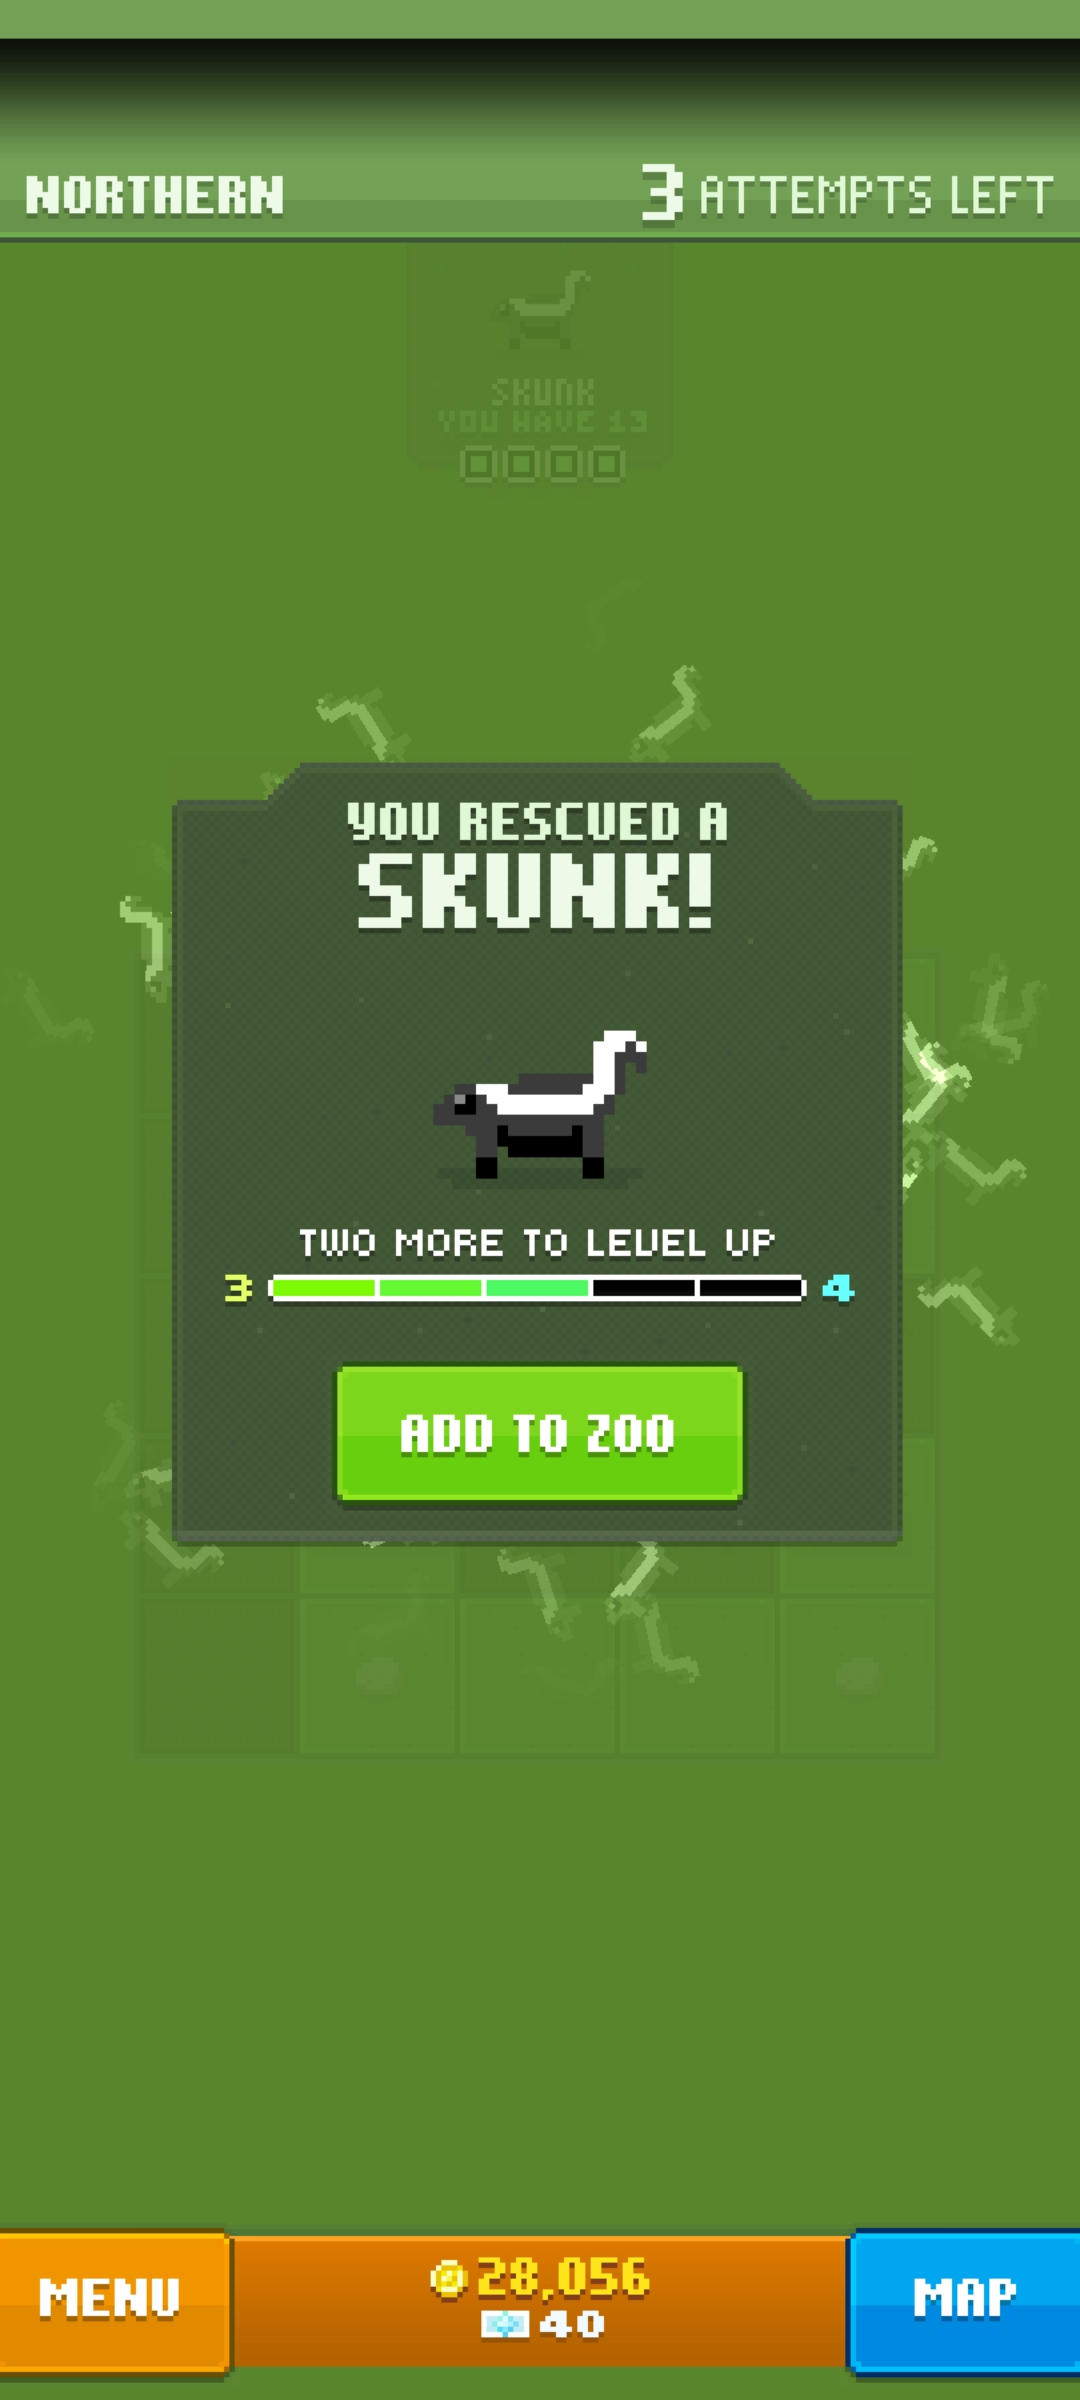 NORTHERN
3 ATTEMPTS LEFT
SKUNK
YOU HAVE 13
YOU RESCUED A
SKUNK!
TWO MORE TO LEVEL UP
3 4
ADD TO ZOO
MENU
28,056
40
MAP